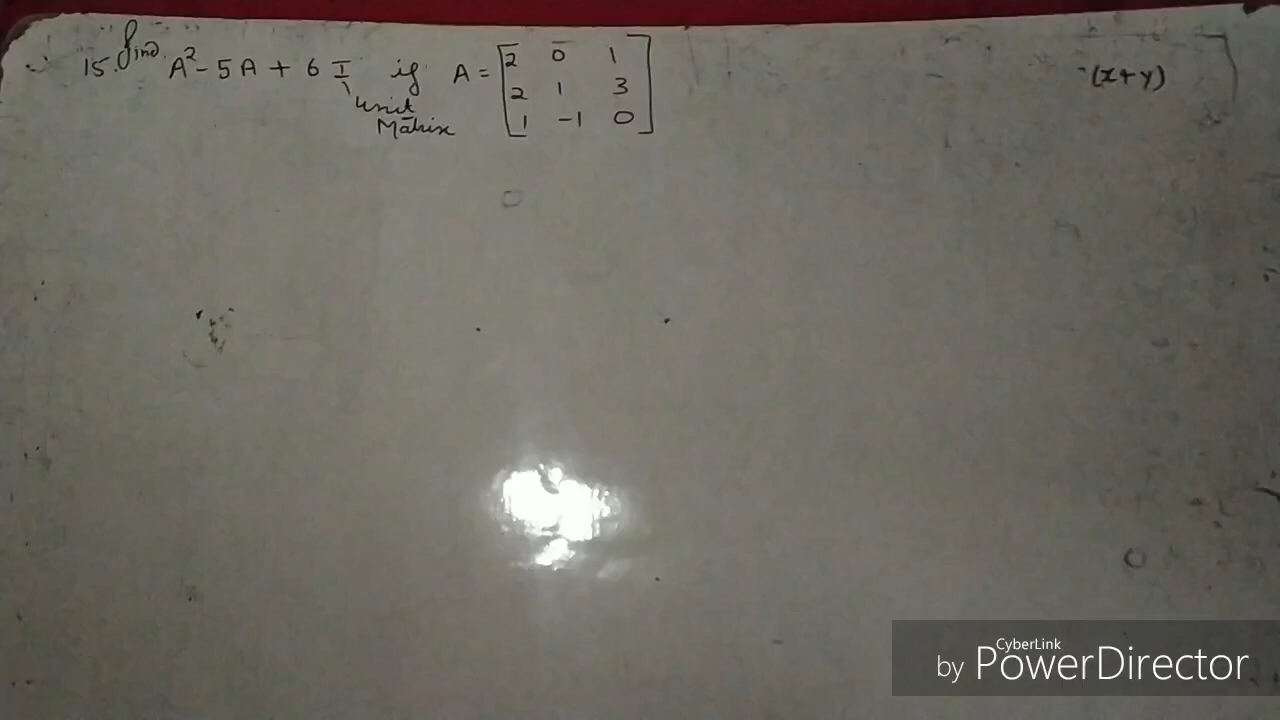 15. find A² - 5A + 6 I if A = [2 0 1
unit 2 1 3
Matrix 1 -1 0]
-(x+y)
CyberLink
by PowerDirector